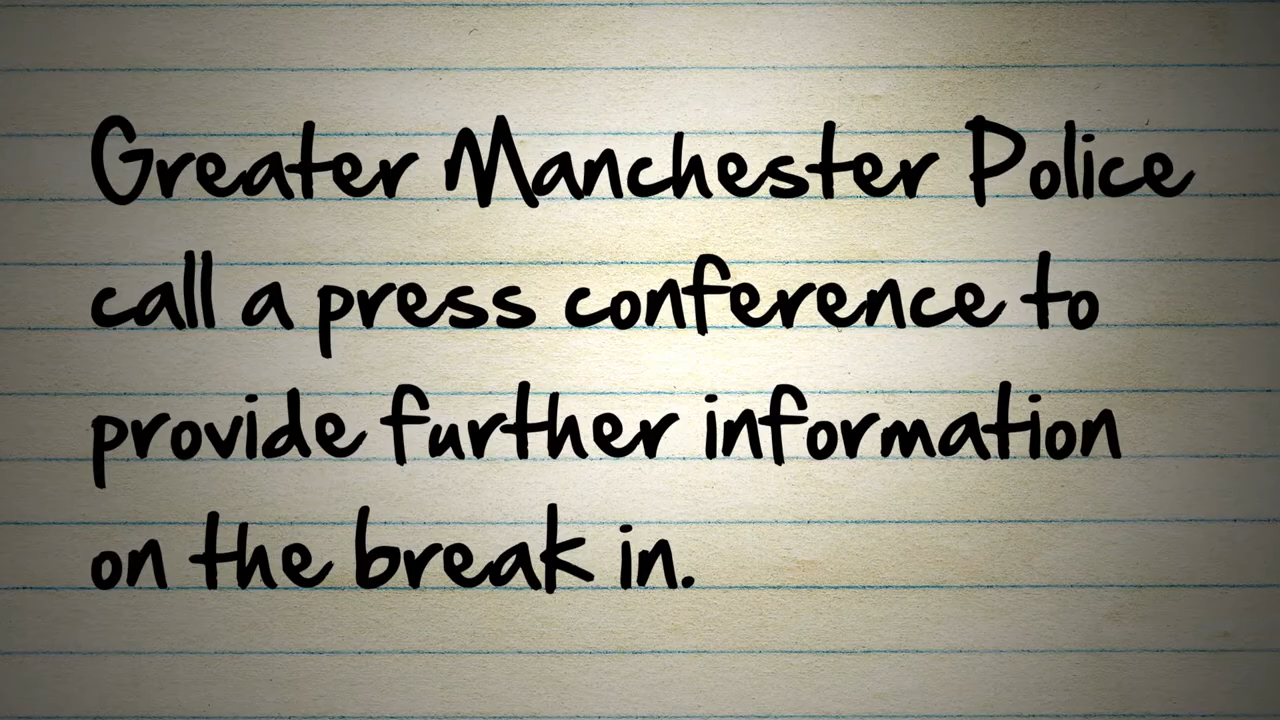 Greater Manchester Police
call a press conference to
provide further information
on the break in.